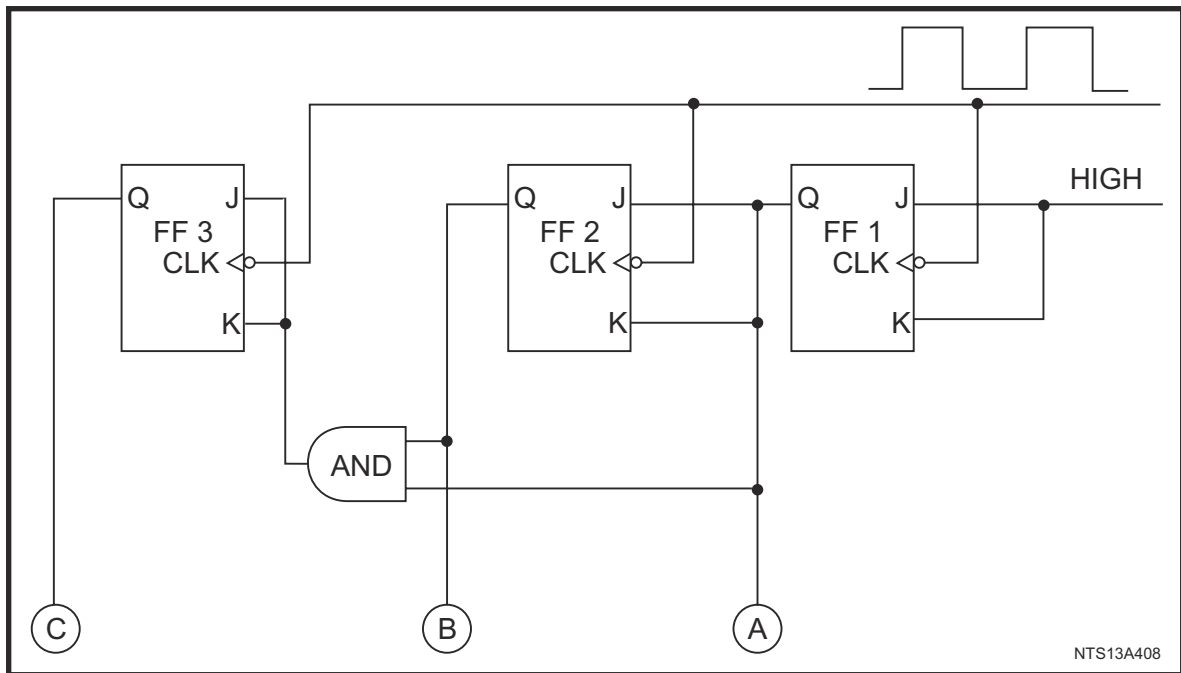 HIGH
Q J
FF 3
CLK
K
Q J
FF 2
CLK
K
Q J
FF 1
CLK
K
AND
C
B
A
NTS13A408